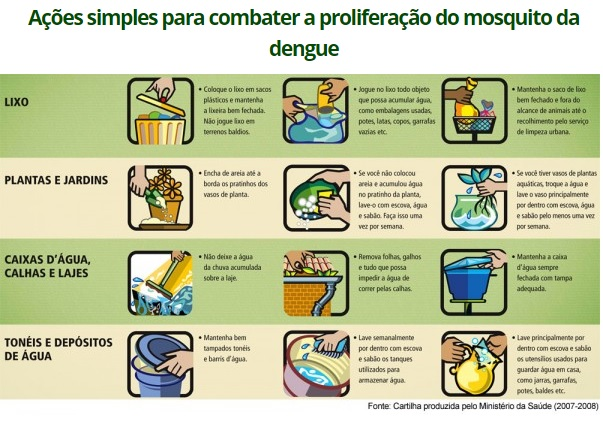 Ações simples para combater a proliferação do mosquito da
dengue
LIXO
• Coloque o lixo em sacos
plásticos e mantenha
a lixeira bem fechada.
Não jogue lixo em
terrenos baldios.
• Jogue no lixo todo objeto
que possa acumular água,
como embalagens usadas,
potes, latas, copos, garrafas
vazias etc.
• Mantenha o saco de lixo
bem fechado e fora do
alcance de animais até o
recolhimento pelo serviço
de limpeza urbana.
PLANTAS E JARDINS
• Encha de areia até a
borda os pratinhos dos
vasos de planta.
• Se você não colocou
areia e acumulou água
no pratinho da planta,
lave-o com escova, água
e sabão. Faça isso uma
vez por semana.
• Se você tiver vasos de plantas
aquáticas, troque a água e
lave o vaso principalmente
por dentro com escova, água
e sabão pelo menos uma vez
por semana.
CAIXAS D'ÁGUA,
CALHAS E LAJES
• Não deixe a água
da chuva acumulada
sobre a laje.
• Remova folhas, galhos
e tudo que possa
impedir a água de
correr pelas calhas.
• Mantenha a caixa
d'água sempre
fechada com tampa
adequada.
TONÉIS E DEPÓSITOS
DE ÁGUA
• Mantenha bem
tampados tonéis
e barris d'água.
• Lave semanalmente
por dentro com escova
e sabão os tanques
utilizados para
armazenar água.
• Lave principalmente por
dentro com escova e sabão
os utensílios usados para
guardar água em casa,
como jarras, garrafas,
potes, baldes etc.
Fonte: Cartilha produzida pelo Ministério da Saúde (2007-2008)